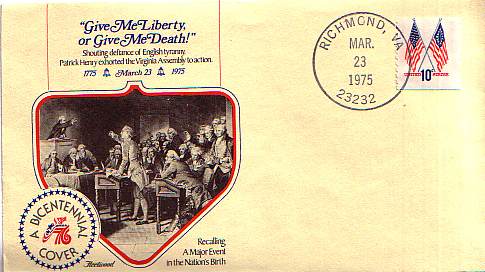 "Give Me Liberty,
or Give Me Death!"
Shouting defiance of English tyranny,
Patrick Henry exhorted the Virginia Assembly to action.
1775 March 23 1975
RICHMOND, VA
MAR.
23
1975
23232
10¢
A BICENTENNIAL
76
COVER
Fleetwood
Recalling
A Major Event
in the Nation's Birth